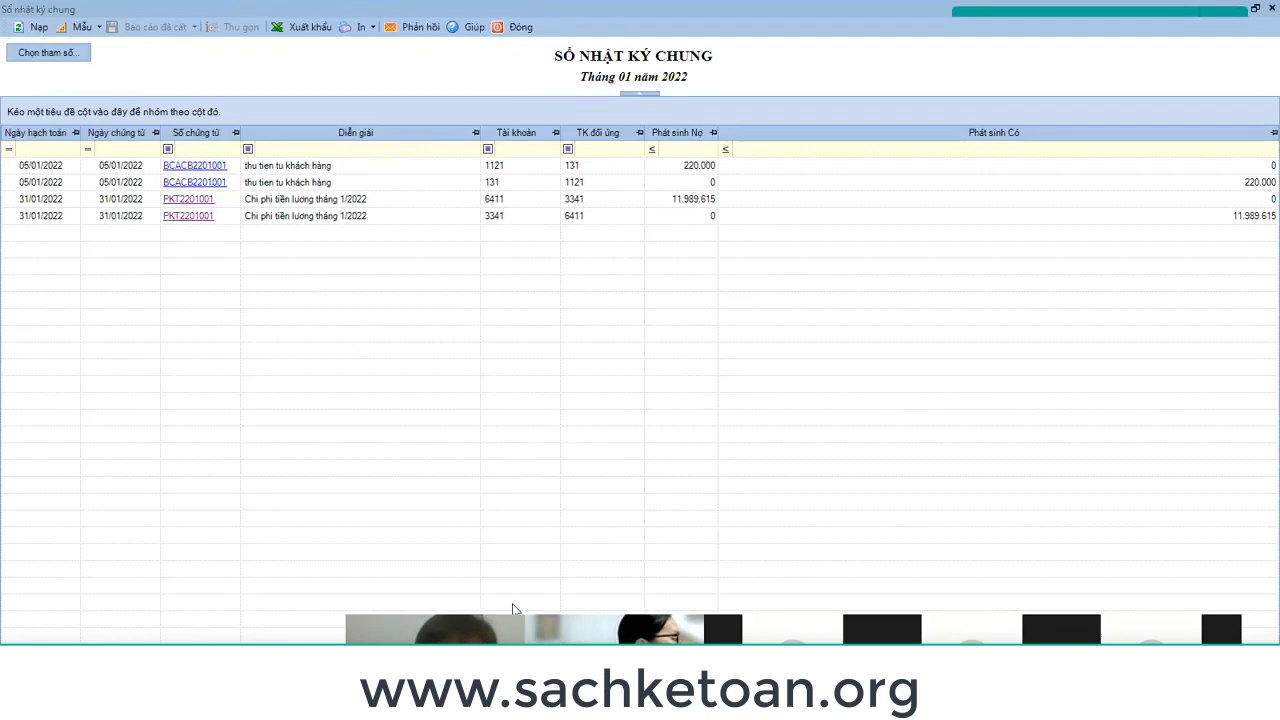 Sổ nhật ký chung
Nạp Mẫu Báo cáo đã cất Thu gọn Xuất khẩu In Phản hồi Giúp Đóng
Chọn tham số...
SỔ NHẬT KÝ CHUNG
Tháng 01 năm 2022
Kéo một tiêu đề cột vào đây để nhóm theo cột đó.
Ngày hạch toán Ngày chứng từ Số chứng từ Diễn giải Tài khoản TK đối ứng Phát sinh Nợ Phát sinh Có
= = ≤ ≤
05/01/2022 05/01/2022 BCACB2201001 thu tien tu khách hàng 1121 131 220.000 0
05/01/2022 05/01/2022 BCACB2201001 thu tien tu khách hàng 131 1121 0 220.000
31/01/2022 31/01/2022 PKT2201001 Chi phi tiền lương tháng 1/2022 6411 3341 11.989.615 0
31/01/2022 31/01/2022 PKT2201001 Chi phi tiền lương tháng 1/2022 3341 6411 0 11.989.615
www.sachketoan.org